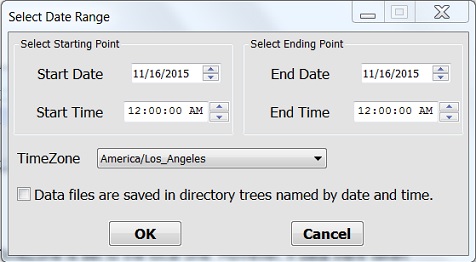 Select Date Range
Select Starting Point
Start Date 11/16/2015
Start Time 12:00:00 AM
Select Ending Point
End Date 11/16/2015
End Time 12:00:00 AM
TimeZone America/Los_Angeles
Data files are saved in directory trees named by date and time.
OK Cancel